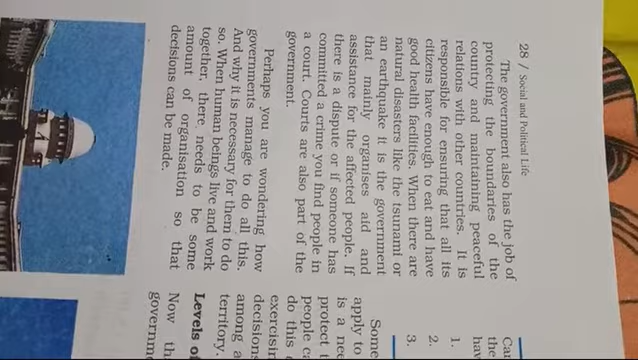 28 / Social and Political Life
The government also has the job of
protecting the boundaries of the
country and maintaining peaceful
relations with other countries. It is
responsible for ensuring that all its
citizens have enough to eat and have
good health facilities. When there are
natural disasters like the tsunami or
an earthquake it is the government
that mainly organises aid and
assistance for the affected people. If
there is a dispute or if someone has
committed a crime you find people in
a court. Courts are also part of the
government.
Perhaps you are wondering how
governments manage to do all this.
And why it is necessary for them to do
so. When human beings live and work
together, there needs to be some
amount of organisation so that
decisions can be made.
the
1.
2.
3.
Some
apply to
is a
protect
people
do this
decisions
among
territory.
Levels
Now